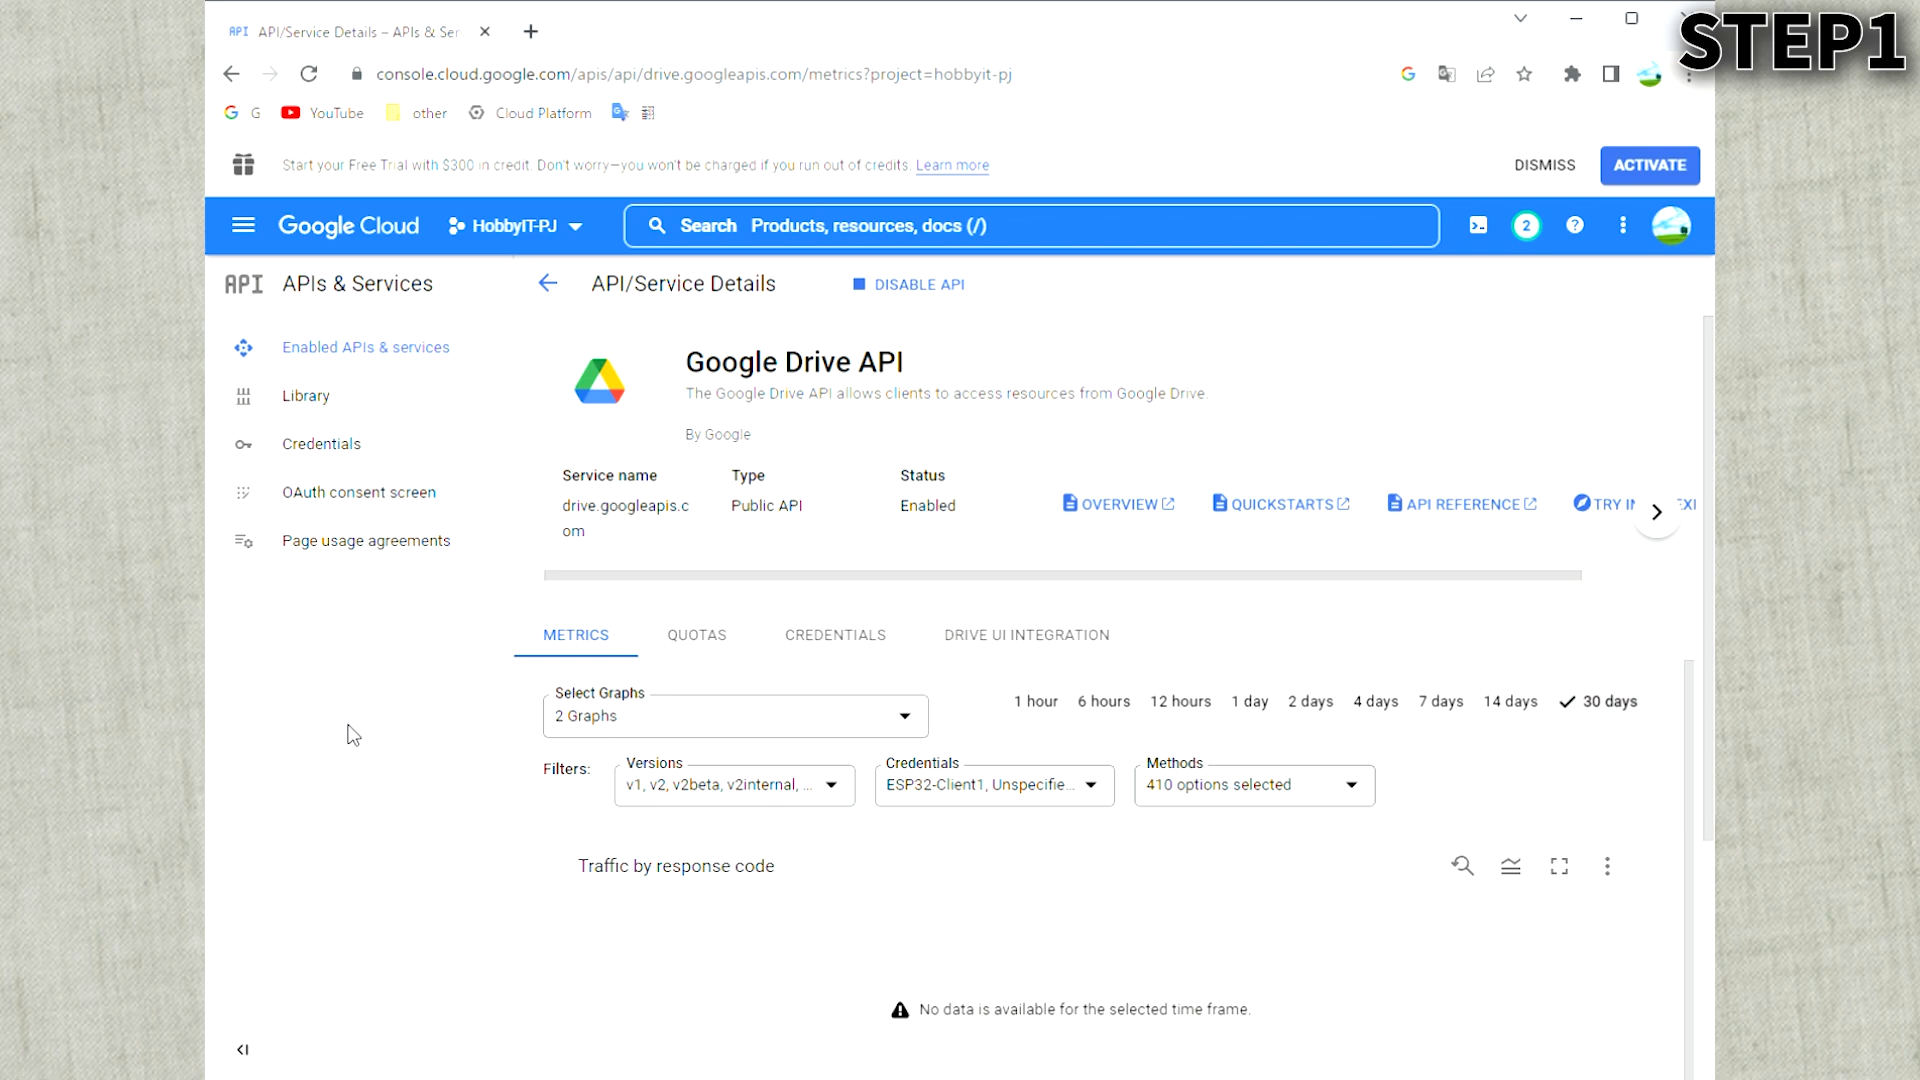 STEP1
API API/Service Details – APIs & Ser
console.cloud.google.com/apis/api/drive.googleapis.com/metrics?project=hobbyit-pj
G YouTube other Cloud Platform
Start your Free Trial with $300 in credit. Don't worry—you won't be charged if you run out of credits. Learn more
DISMISS
ACTIVATE
Google Cloud HobbyIT-PJ Search Products, resources, docs (/) 2
API APIs & Services
API/Service Details DISABLE API
Enabled APIs & services
Library
Credentials
OAuth consent screen
Page usage agreements
Google Drive API
The Google Drive API allows clients to access resources from Google Drive.
By Google
Service name Type Status
drive.googleapis.c Public API Enabled
om
OVERVIEW QUICKSTARTS API REFERENCE TRY I
METRICS QUOTAS CREDENTIALS DRIVE UI INTEGRATION
Select Graphs
2 Graphs
1 hour 6 hours 12 hours 1 day 2 days 4 days 7 days 14 days 30 days
Filters:
Versions
v1, v2, v2beta, v2internal, ...
Credentials
ESP32-Client1, Unspecifie...
Methods
410 options selected
Traffic by response code
No data is available for the selected time frame.